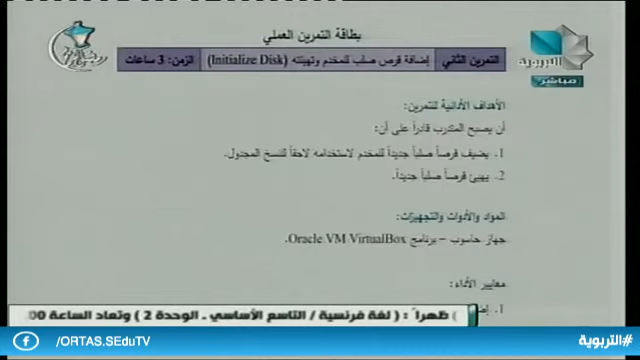 بطاقة التمرين العملي
التمرين الثاني
إضافة قرص صلب للمخدم وتهيئته (Initialize Disk)
الزمن: 3 ساعات
التربوية
مباشر
الأهداف الأدائية للتمرين:
أن يصبح المتدرب قادراً على أن:
1. يضيف قرصاً صلباً جديداً للمخدم لاستخدامه لاحقاً للنسخ المجدول.
2. يهيئ قرصاً صلباً جديداً.
المواد والأدوات والتجهيزات:
جهاز حاسوب – برنامج Oracle VM VirtualBox.
معايير الأداء:
1.
) ظهراً : ( لغة فرنسية / التاسع الأساسي . الوحدة 2 ) وتعاد الساعة 00:
/ORTAS.SEduTV
#التربوية